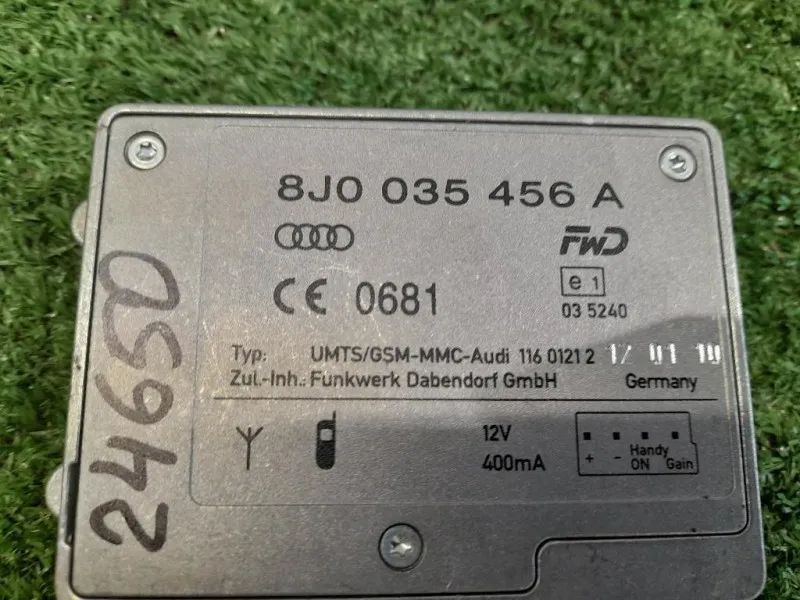 8J0 035 456 A
FWD
CE 0681
e 1
03 5240
Typ: UMTS/GSM-MMC-Audi 116 0121 2 12 01 10
Zul.-Inh.: Funkwerk Dabendorf GmbH Germany
12V
400mA
+ - Handy ON Gain
24650